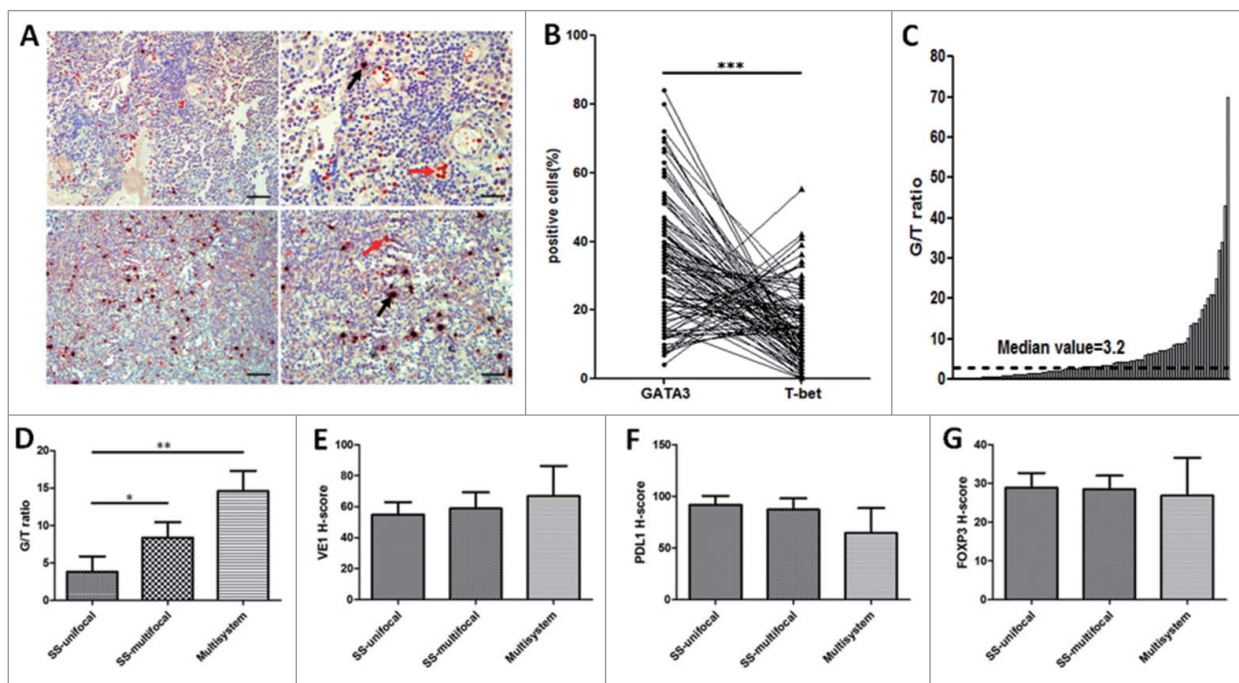 A
B
positive cells(%)
100
80
60
40
20
0
***
GATA3
T-bet
C
G/T ratio
80
70
60
50
40
30
20
10
0
Median value=3.2
D
G/T ratio
20
15
10
5
0
**
*
SS-unifocal
SS-multifocal
Multisystem
E
VE1 H-score
100
80
60
40
20
0
SS-unifocal
SS-multifocal
Multisystem
F
PDL1 H-score
150
100
50
0
SS-unifocal
SS-multifocal
Multisystem
G
FOXP3 H-score
40
30
20
10
0
SS-unifocal
SS-multifocal
Multisystem